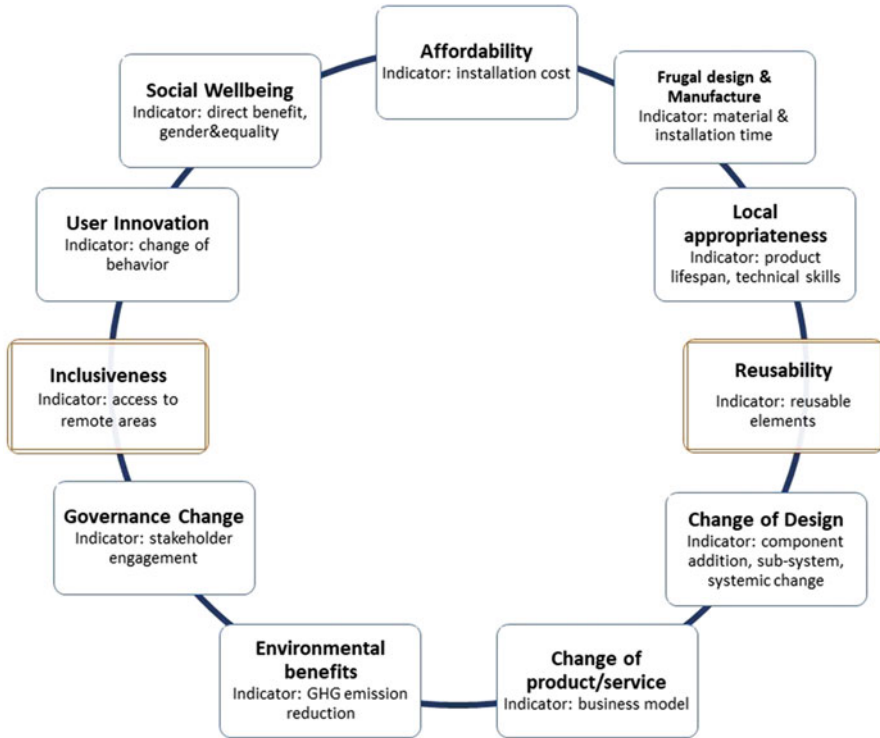 Affordability
Indicator: installation cost
Frugal design &
Manufacture
Indicator: material &
installation time
Local
appropriateness
Indicator: product
lifespan, technical skills
Reusability
Indicator: reusable
elements
Change of Design
Indicator: component
addition, sub-system,
systemic change
Change of
product/service
Indicator: business model
Environmental
benefits
Indicator: GHG emission
reduction
Governance Change
Indicator: stakeholder
engagement
Inclusiveness
Indicator: access to
remote areas
User Innovation
Indicator: change of
behavior
Social Wellbeing
Indicator: direct benefit,
gender&equality